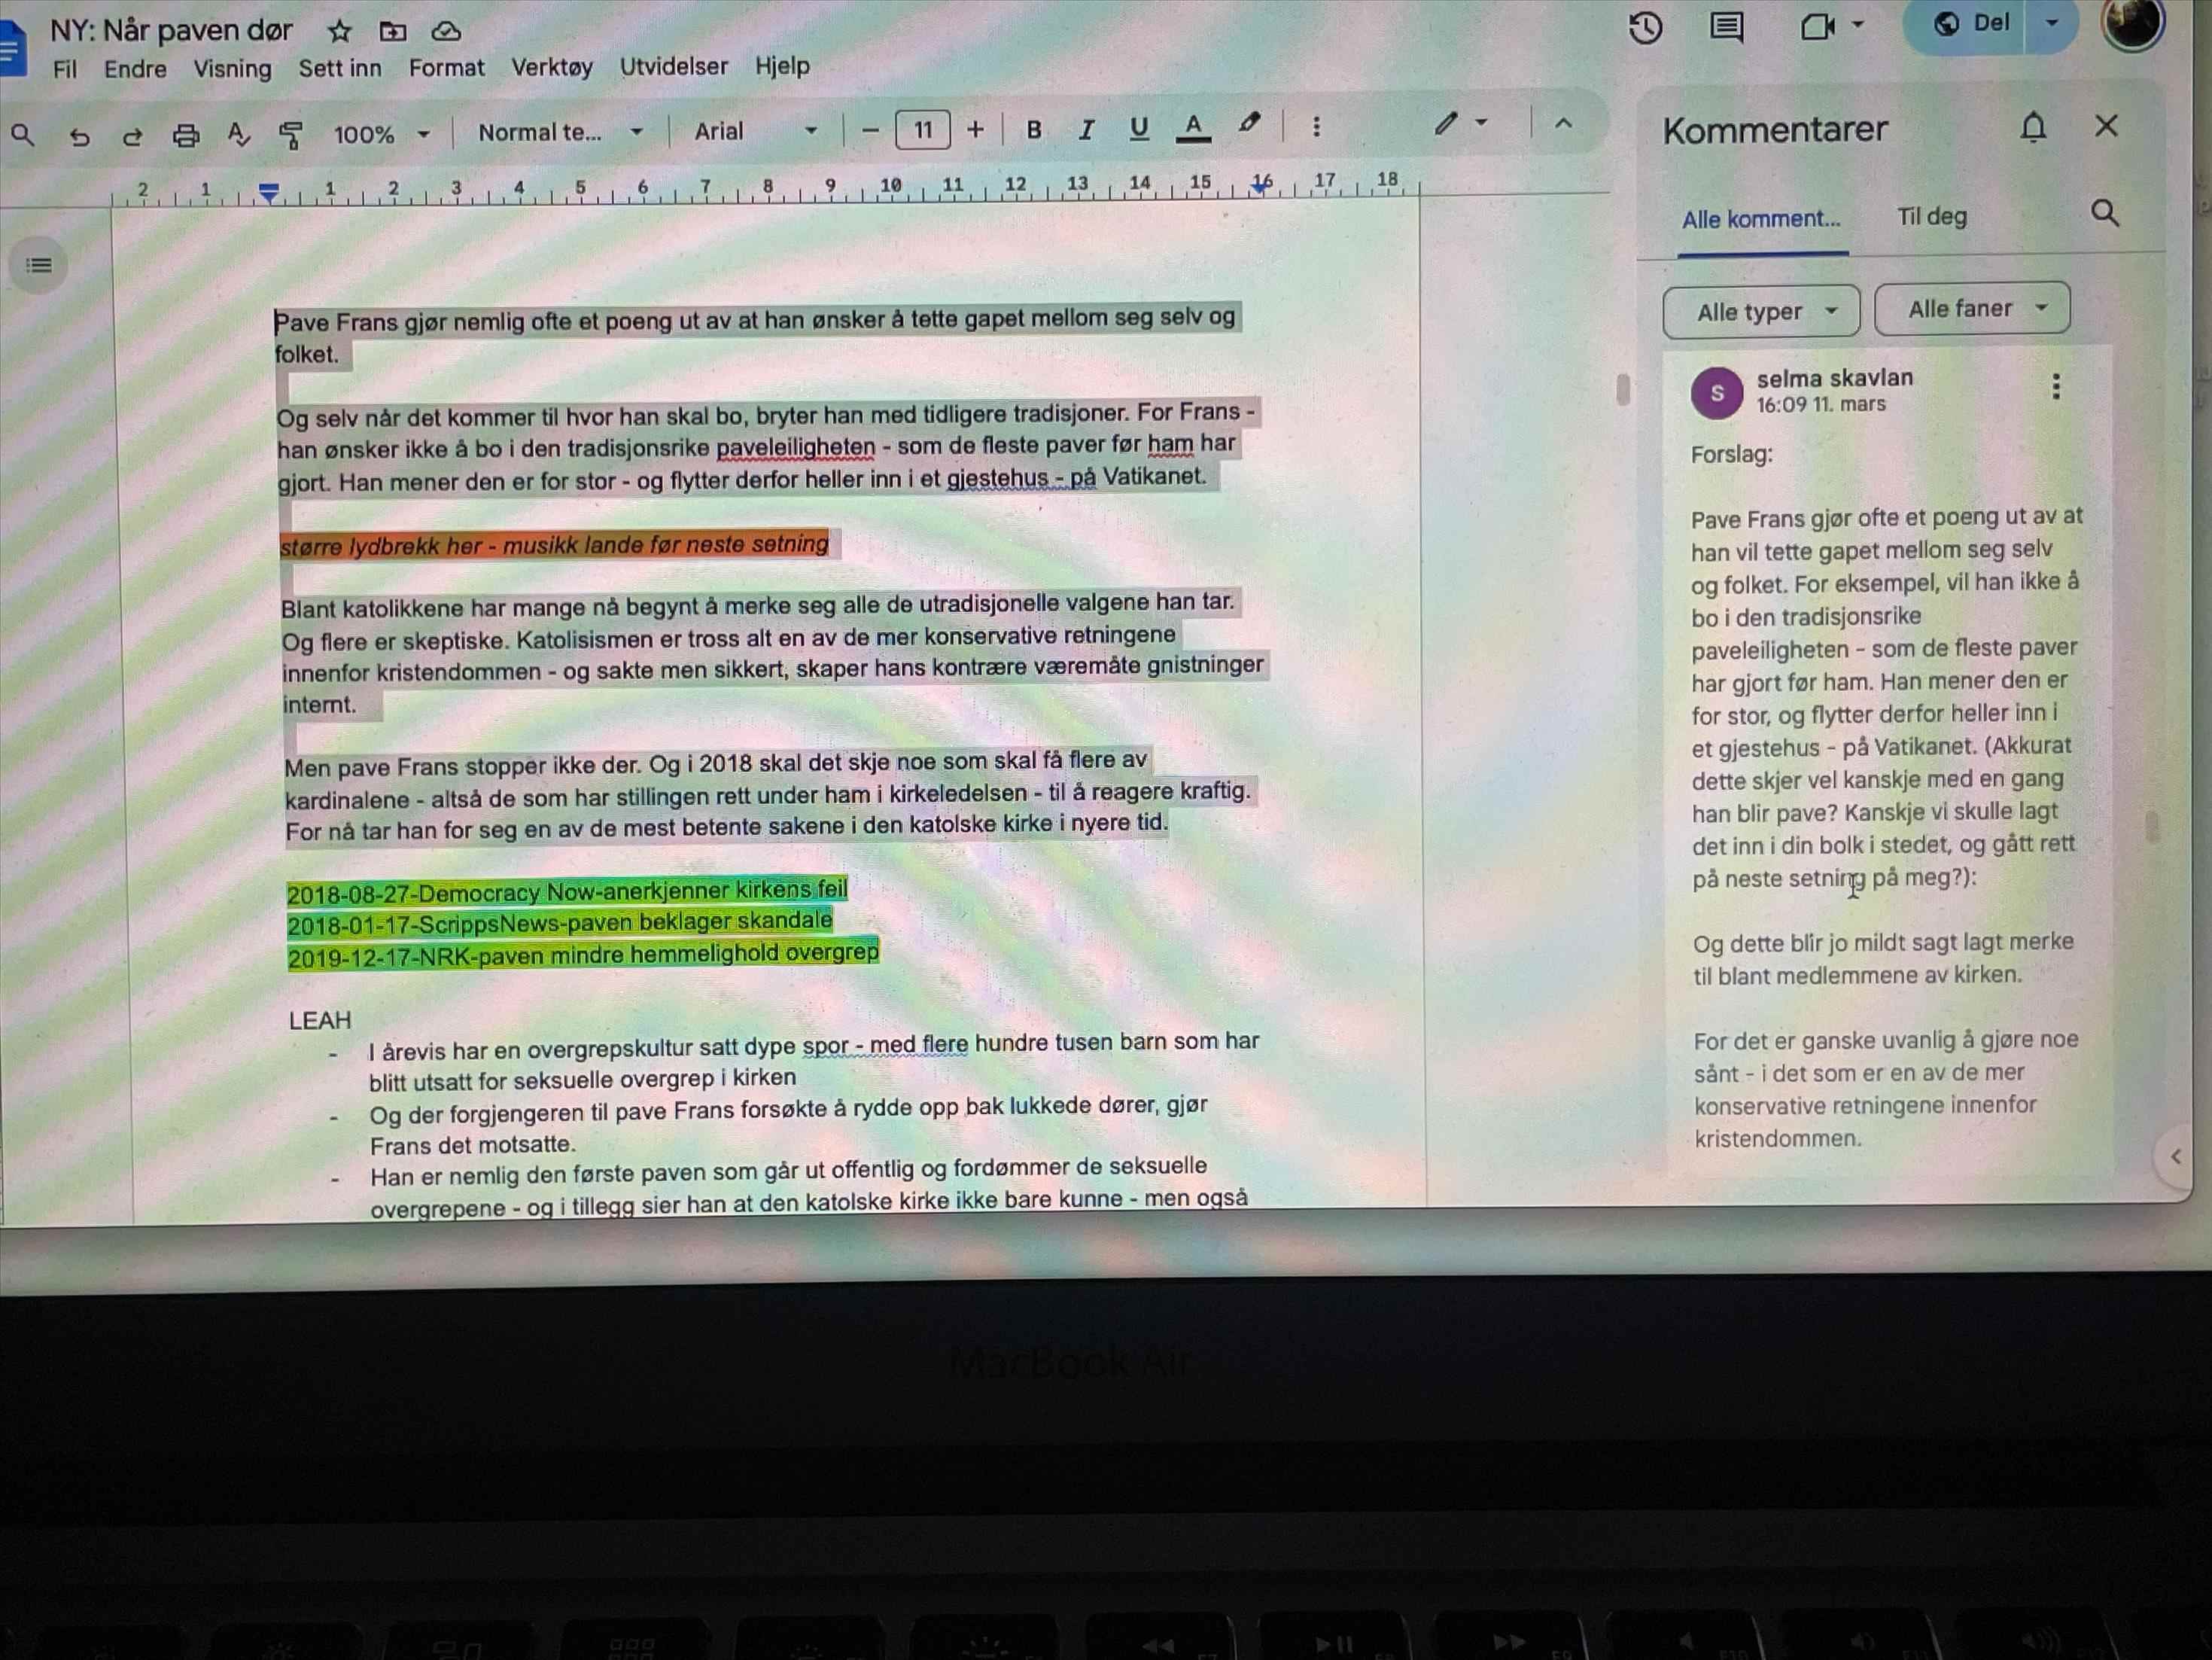 NY: Når paven dør
Fil Endre Visning Sett inn Format Verktøy Utvidelser Hjelp
Del
100% Normal te... Arial 11 B I U A
2 1 1 2 3 4 5 6 7 8 9 10 11 12 13 14 15 16 17 18
Pave Frans gjør nemlig ofte et poeng ut av at han ønsker å tette gapet mellom seg selv og
folket.
Og selv når det kommer til hvor han skal bo, bryter han med tidligere tradisjoner. For Frans -
han ønsker ikke å bo i den tradisjonsrike paveleiligheten - som de fleste paver før ham har
gjort. Han mener den er for stor - og flytter derfor heller inn i et gjestehus - på Vatikanet.
større lydbrekk her - musikk lande før neste setning
Blant katolikkene har mange nå begynt å merke seg alle de utradisjonelle valgene han tar.
Og flere er skeptiske. Katolisismen er tross alt en av de mer konservative retningene
innenfor kristendommen - og sakte men sikkert, skaper hans kontrære væremåte gnistninger
internt.
Men pave Frans stopper ikke der. Og i 2018 skal det skje noe som skal få flere av
kardinalene - altså de som har stillingen rett under ham i kirkeledelsen - til å reagere kraftig.
For nå tar han for seg en av de mest betente sakene i den katolske kirke i nyere tid.
2018-08-27-Democracy Now-anerkjenner kirkens feil
2018-01-17-ScrippsNews-paven beklager skandale
2019-12-17-NRK-paven mindre hemmelighold overgrep
LEAH
- I årevis har en overgrepskultur satt dype spor - med flere hundre tusen barn som har
blitt utsatt for seksuelle overgrep i kirken
- Og der forgjengeren til pave Frans forsøkte å rydde opp bak lukkede dører, gjør
Frans det motsatte.
- Han er nemlig den første paven som går ut offentlig og fordømmer de seksuelle
overgrepene - og i tillegg sier han at den katolske kirke ikke bare kunne - men også
Kommentarer
Alle komment... Til deg
Alle typer Alle faner
S
selma skavlan
16:09 11. mars
Forslag:
Pave Frans gjør ofte et poeng ut av at
han vil tette gapet mellom seg selv
og folket. For eksempel, vil han ikke å
bo i den tradisjonsrike
paveleiligheten - som de fleste paver
har gjort før ham. Han mener den er
for stor, og flytter derfor heller inn i
et gjestehus - på Vatikanet. (Akkurat
dette skjer vel kanskje med en gang
han blir pave? Kanskje vi skulle lagt
det inn i din bolk i stedet, og gått rett
på neste setning på meg?):
Og dette blir jo mildt sagt lagt merke
til blant medlemmene av kirken.
For det er ganske uvanlig å gjøre noe
sånt - i det som er en av de mer
konservative retningene innenfor
kristendommen.
MacBook Air